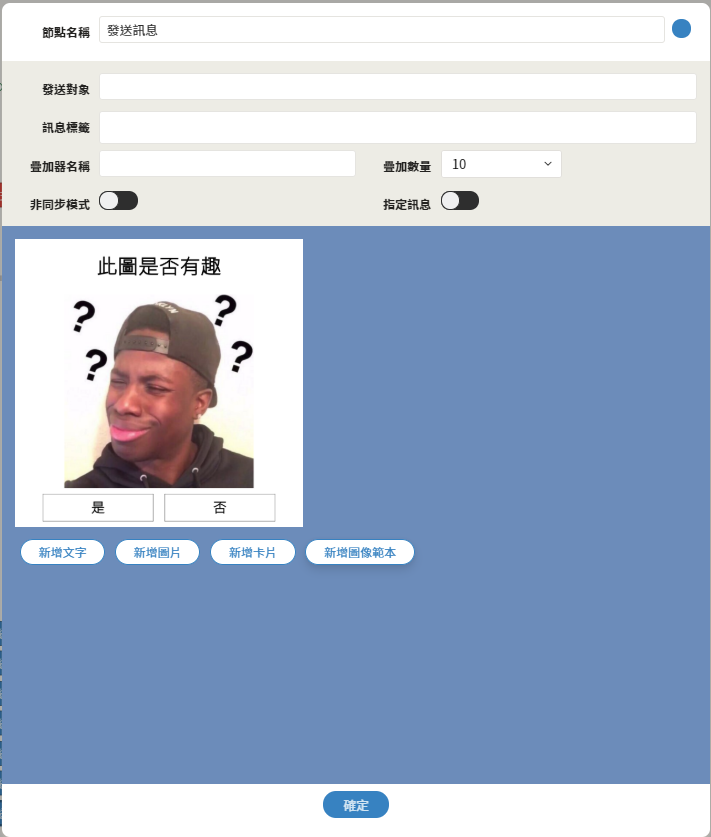 節點名稱 發送訊息
發送對象
訊息標籤
疊加器名稱 疊加數量 10
非同步模式 指定訊息
此圖是否有趣
? ?
? ?
是 否
新增文字 新增圖片 新增卡片 新增圖像範本
確定